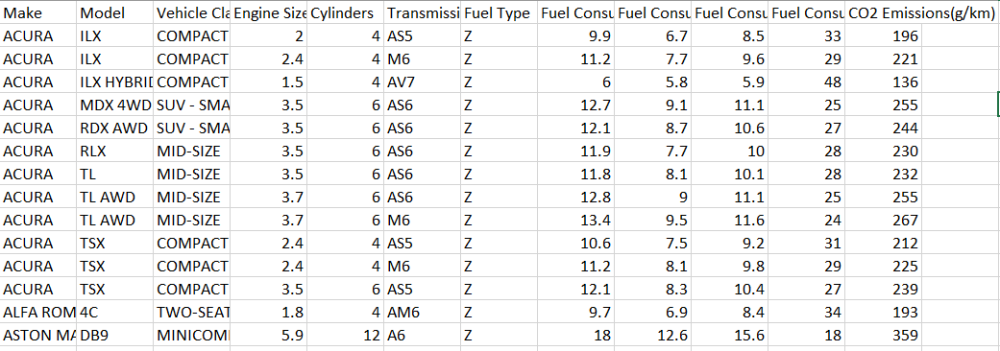 Make Model Vehicle Cla Engine Size Cylinders Transmissi Fuel Type Fuel Consu Fuel Consu Fuel Consu Fuel Consu CO2 Emissions(g/km)
ACURA ILX COMPACT 2 4 AS5 Z 9.9 6.7 8.5 33 196
ACURA ILX COMPACT 2.4 4 M6 Z 11.2 7.7 9.6 29 221
ACURA ILX HYBRID COMPACT 1.5 4 AV7 Z 6 5.8 5.9 48 136
ACURA MDX 4WD SUV - SMA 3.5 6 AS6 Z 12.7 9.1 11.1 25 255
ACURA RDX AWD SUV - SMA 3.5 6 AS6 Z 12.1 8.7 10.6 27 244
ACURA RLX MID-SIZE 3.5 6 AS6 Z 11.9 7.7 10 28 230
ACURA TL MID-SIZE 3.5 6 AS6 Z 11.8 8.1 10.1 28 232
ACURA TL AWD MID-SIZE 3.7 6 AS6 Z 12.8 9 11.1 25 255
ACURA TL AWD MID-SIZE 3.7 6 M6 Z 13.4 9.5 11.6 24 267
ACURA TSX COMPACT 2.4 4 AS5 Z 10.6 7.5 9.2 31 212
ACURA TSX COMPACT 2.4 4 M6 Z 11.2 8.1 9.8 29 225
ACURA TSX COMPACT 3.5 6 AS5 Z 12.1 8.3 10.4 27 239
ALFA ROM 4C TWO-SEAT 1.8 4 AM6 Z 9.7 6.9 8.4 34 193
ASTON MA DB9 MINICOM 5.9 12 A6 Z 18 12.6 15.6 18 359